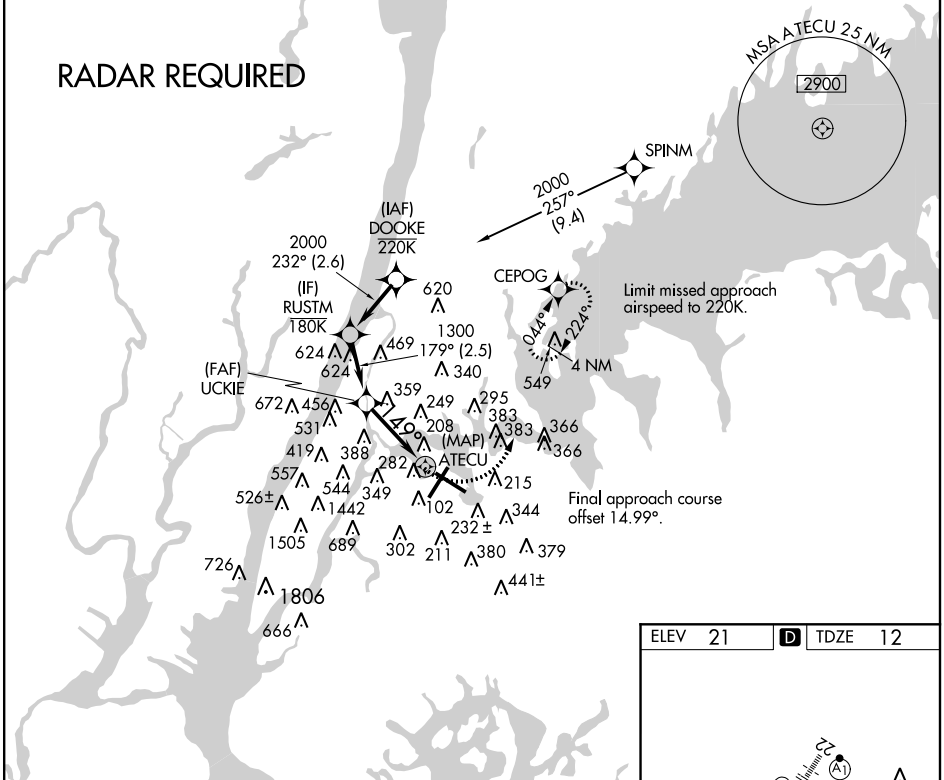 MSA ATECU 25 NM
2900
RADAR REQUIRED
SPINM
2000
257°
(9.4)
(IAF)
DOOKE
220K
2000
232° (2.6)
(IF)
RUSTM
180K
CEPOG
620
Limit missed approach
airspeed to 220K.
044°
224°
4 NM
549
1300
179° (2.5)
624
624
469
340
(FAF)
UCKIE
359
249
295
672
456
531
149°
208
383
383
366
366
(MAP)
ATECU
419
388
282
557
544
349
215
526±
1442
102
344
232±
Final approach course
offset 14.99°.
1505
689
302
211
380
379
726
1806
441±
666
ELEV 21
D
TDZE 12
22
A1